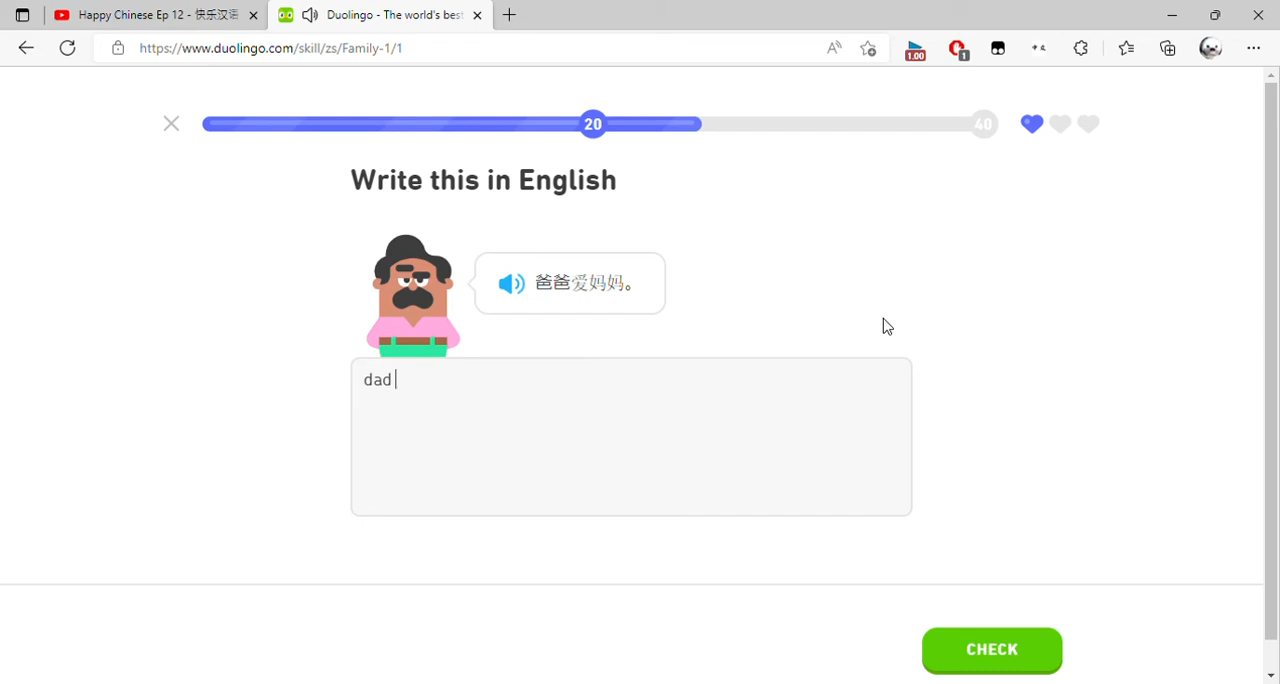 Happy Chinese Ep 12 - 快乐汉语
Duolingo - The world's best
https://www.duolingo.com/skill/zs/Family-1/1
1.00
1
20
40
Write this in English
爸爸爱妈妈。
dad
CHECK